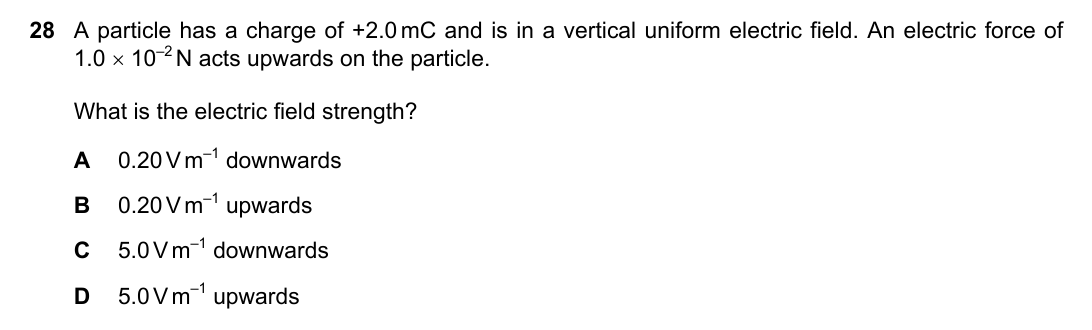 28 A particle has a charge of +2.0 mC and is in a vertical uniform electric field. An electric force of
1.0 × 10⁻² N acts upwards on the particle.
What is the electric field strength?
A 0.20 V m⁻¹ downwards
B 0.20 V m⁻¹ upwards
C 5.0 V m⁻¹ downwards
D 5.0 V m⁻¹ upwards